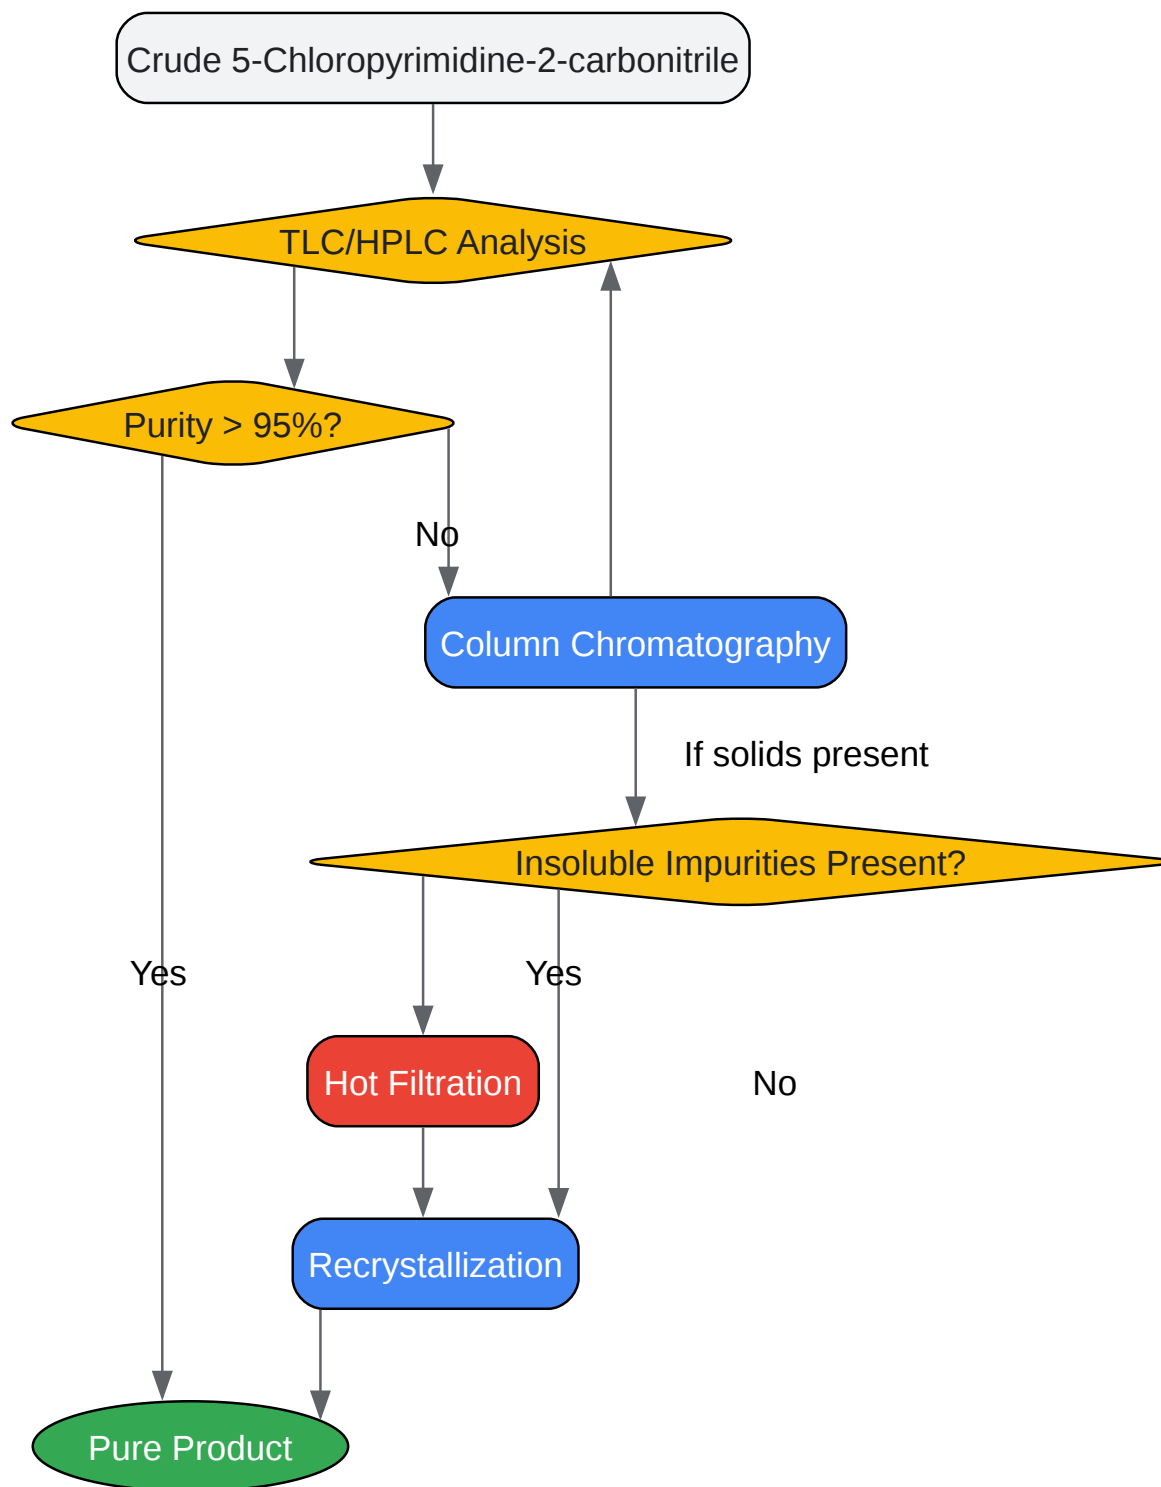 Crude 5-Chloropyrimidine-2-carbonitrile
TLC/HPLC Analysis
Purity > 95%?
No
Column Chromatography
If solids present
Insoluble Impurities Present?
Yes
Yes
Hot Filtration
No
Recrystallization
Pure Product